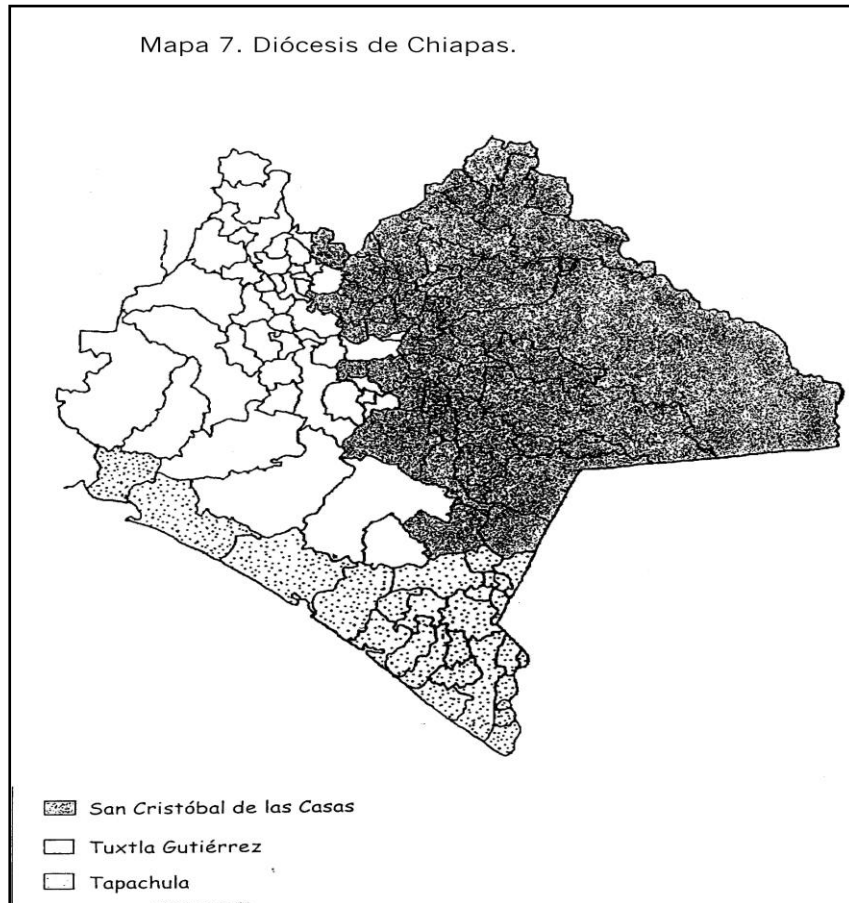 Mapa 7. Diócesis de Chiapas.
San Cristóbal de las Casas
Tuxtla Gutiérrez
Tapachula